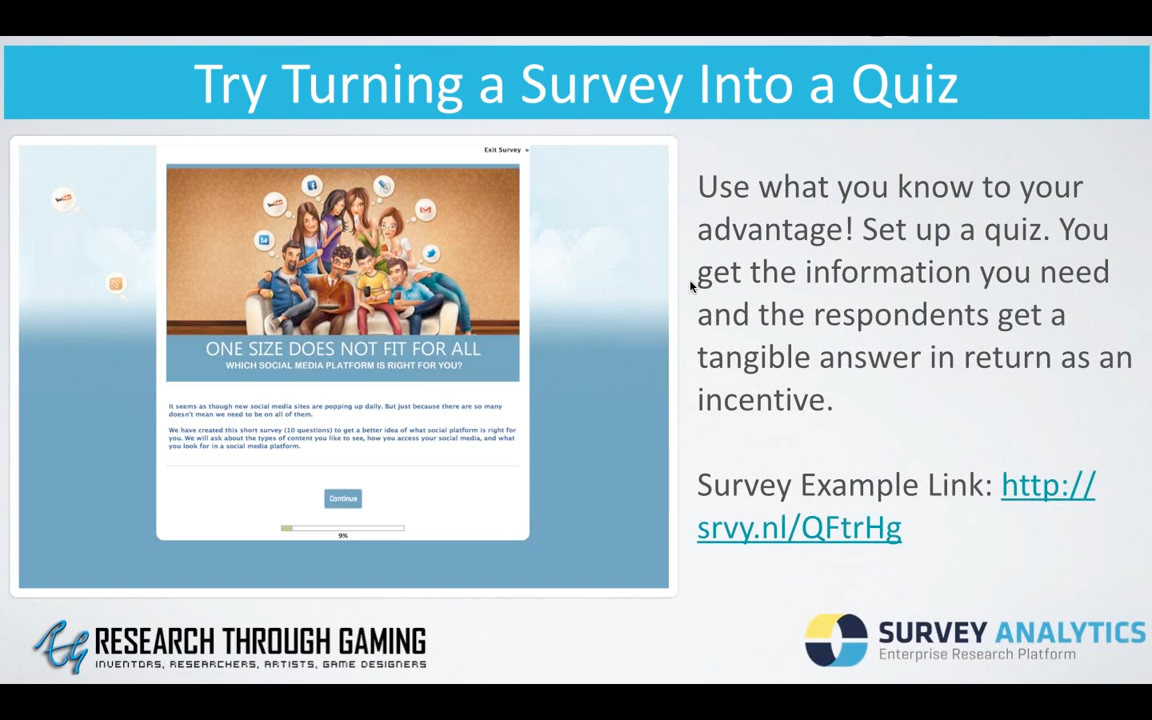 Try Turning a Survey Into a Quiz
Exit Survey »
ONE SIZE DOES NOT FIT FOR ALL
WHICH SOCIAL MEDIA PLATFORM IS RIGHT FOR YOU?
It seems as though new social media sites are popping up daily. But just because there are so many
doesn't mean we need to be on all of them.
We have created this short survey (10 questions) to get a better idea of what social platform is right for
you. We will ask about the types of content you like to see, how you access your social media, and what
you look for in a social media platform.
Continue
9%
Use what you know to your
advantage! Set up a quiz. You
get the information you need
and the respondents get a
tangible answer in return as an
incentive.
Survey Example Link: http://
srvy.nl/QFtrHg
RESEARCH THROUGH GAMING
INVENTORS, RESEARCHERS, ARTISTS, GAME DESIGNERS
SURVEY ANALYTICS
Enterprise Research Platform